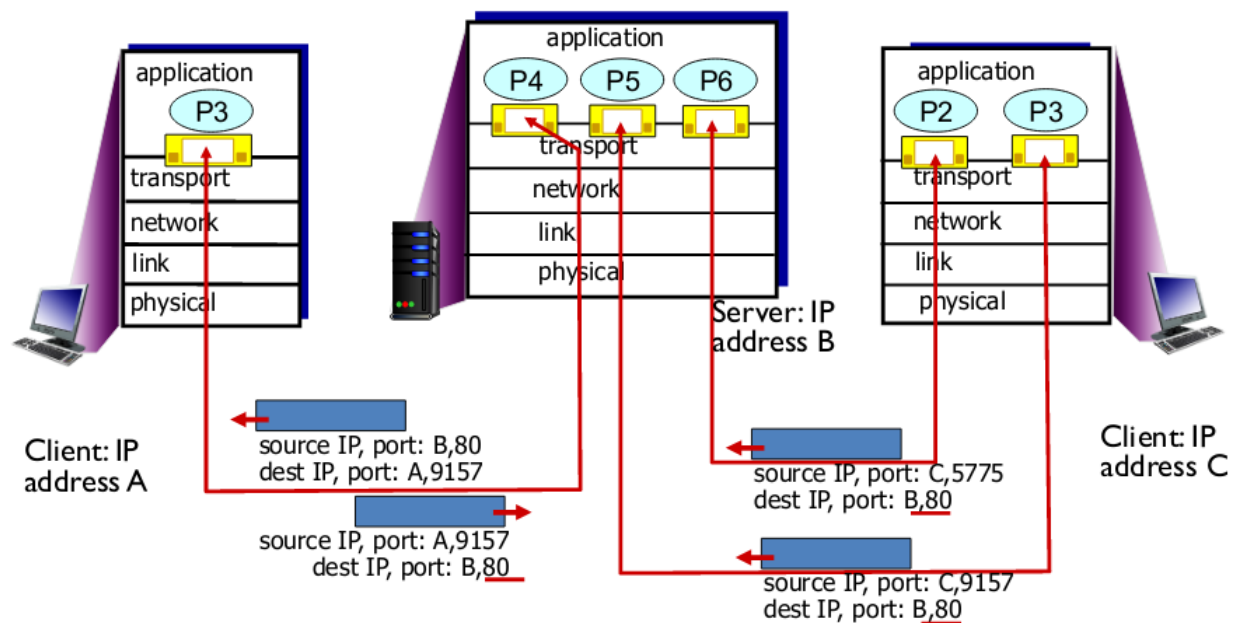 application
P3
transport
network
link
physical
Client: IP
address A
application
P4 P5 P6
transport
network
link
physical
Server: IP
address B
application
P2 P3
transport
network
link
physical
Client: IP
address C
source IP, port: B,80
dest IP, port: A,9157
source IP, port: A,9157
dest IP, port: B,80
source IP, port: C,5775
dest IP, port: B,80
source IP, port: C,9157
dest IP, port: B,80